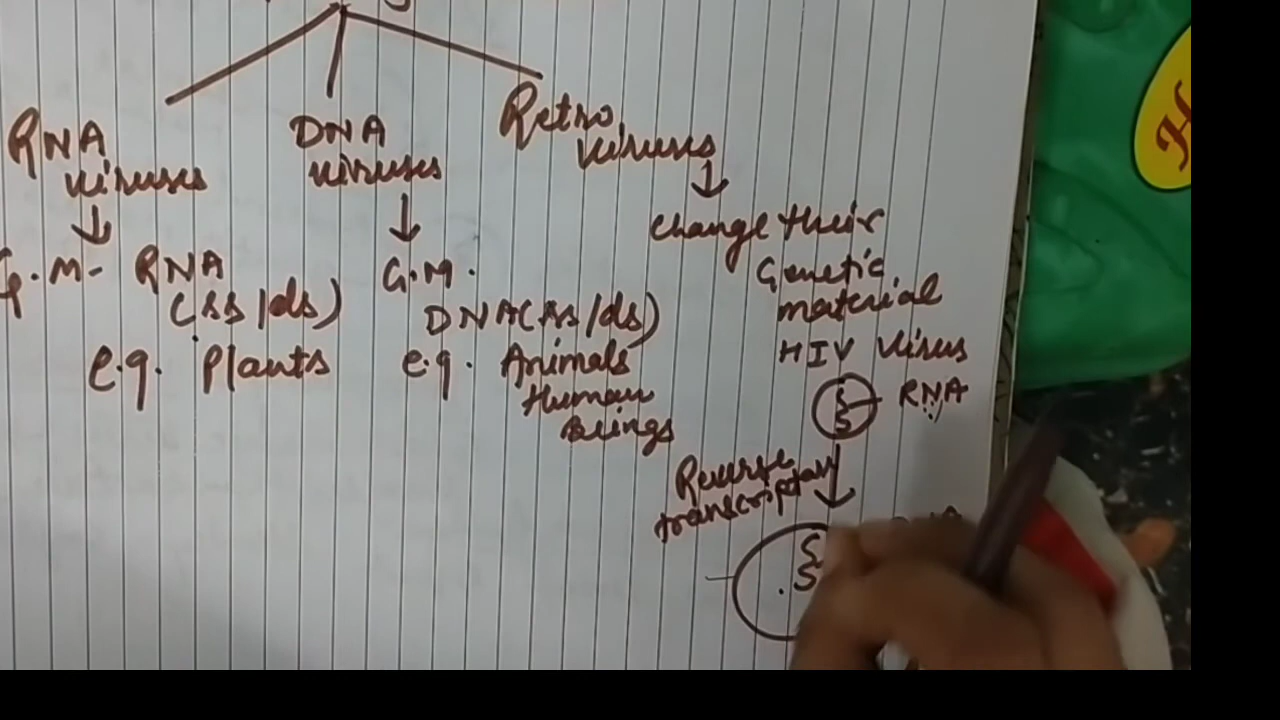 RNA
viruses
G.M- RNA
(ss/ds)
e.g. Plants
DNA
viruses
G.M.
DNA(ss/ds)
e.g. Animals
Human
Beings
Retro
viruses
Change their
Genetic
material
HIV virus
RNA
Reverse
H